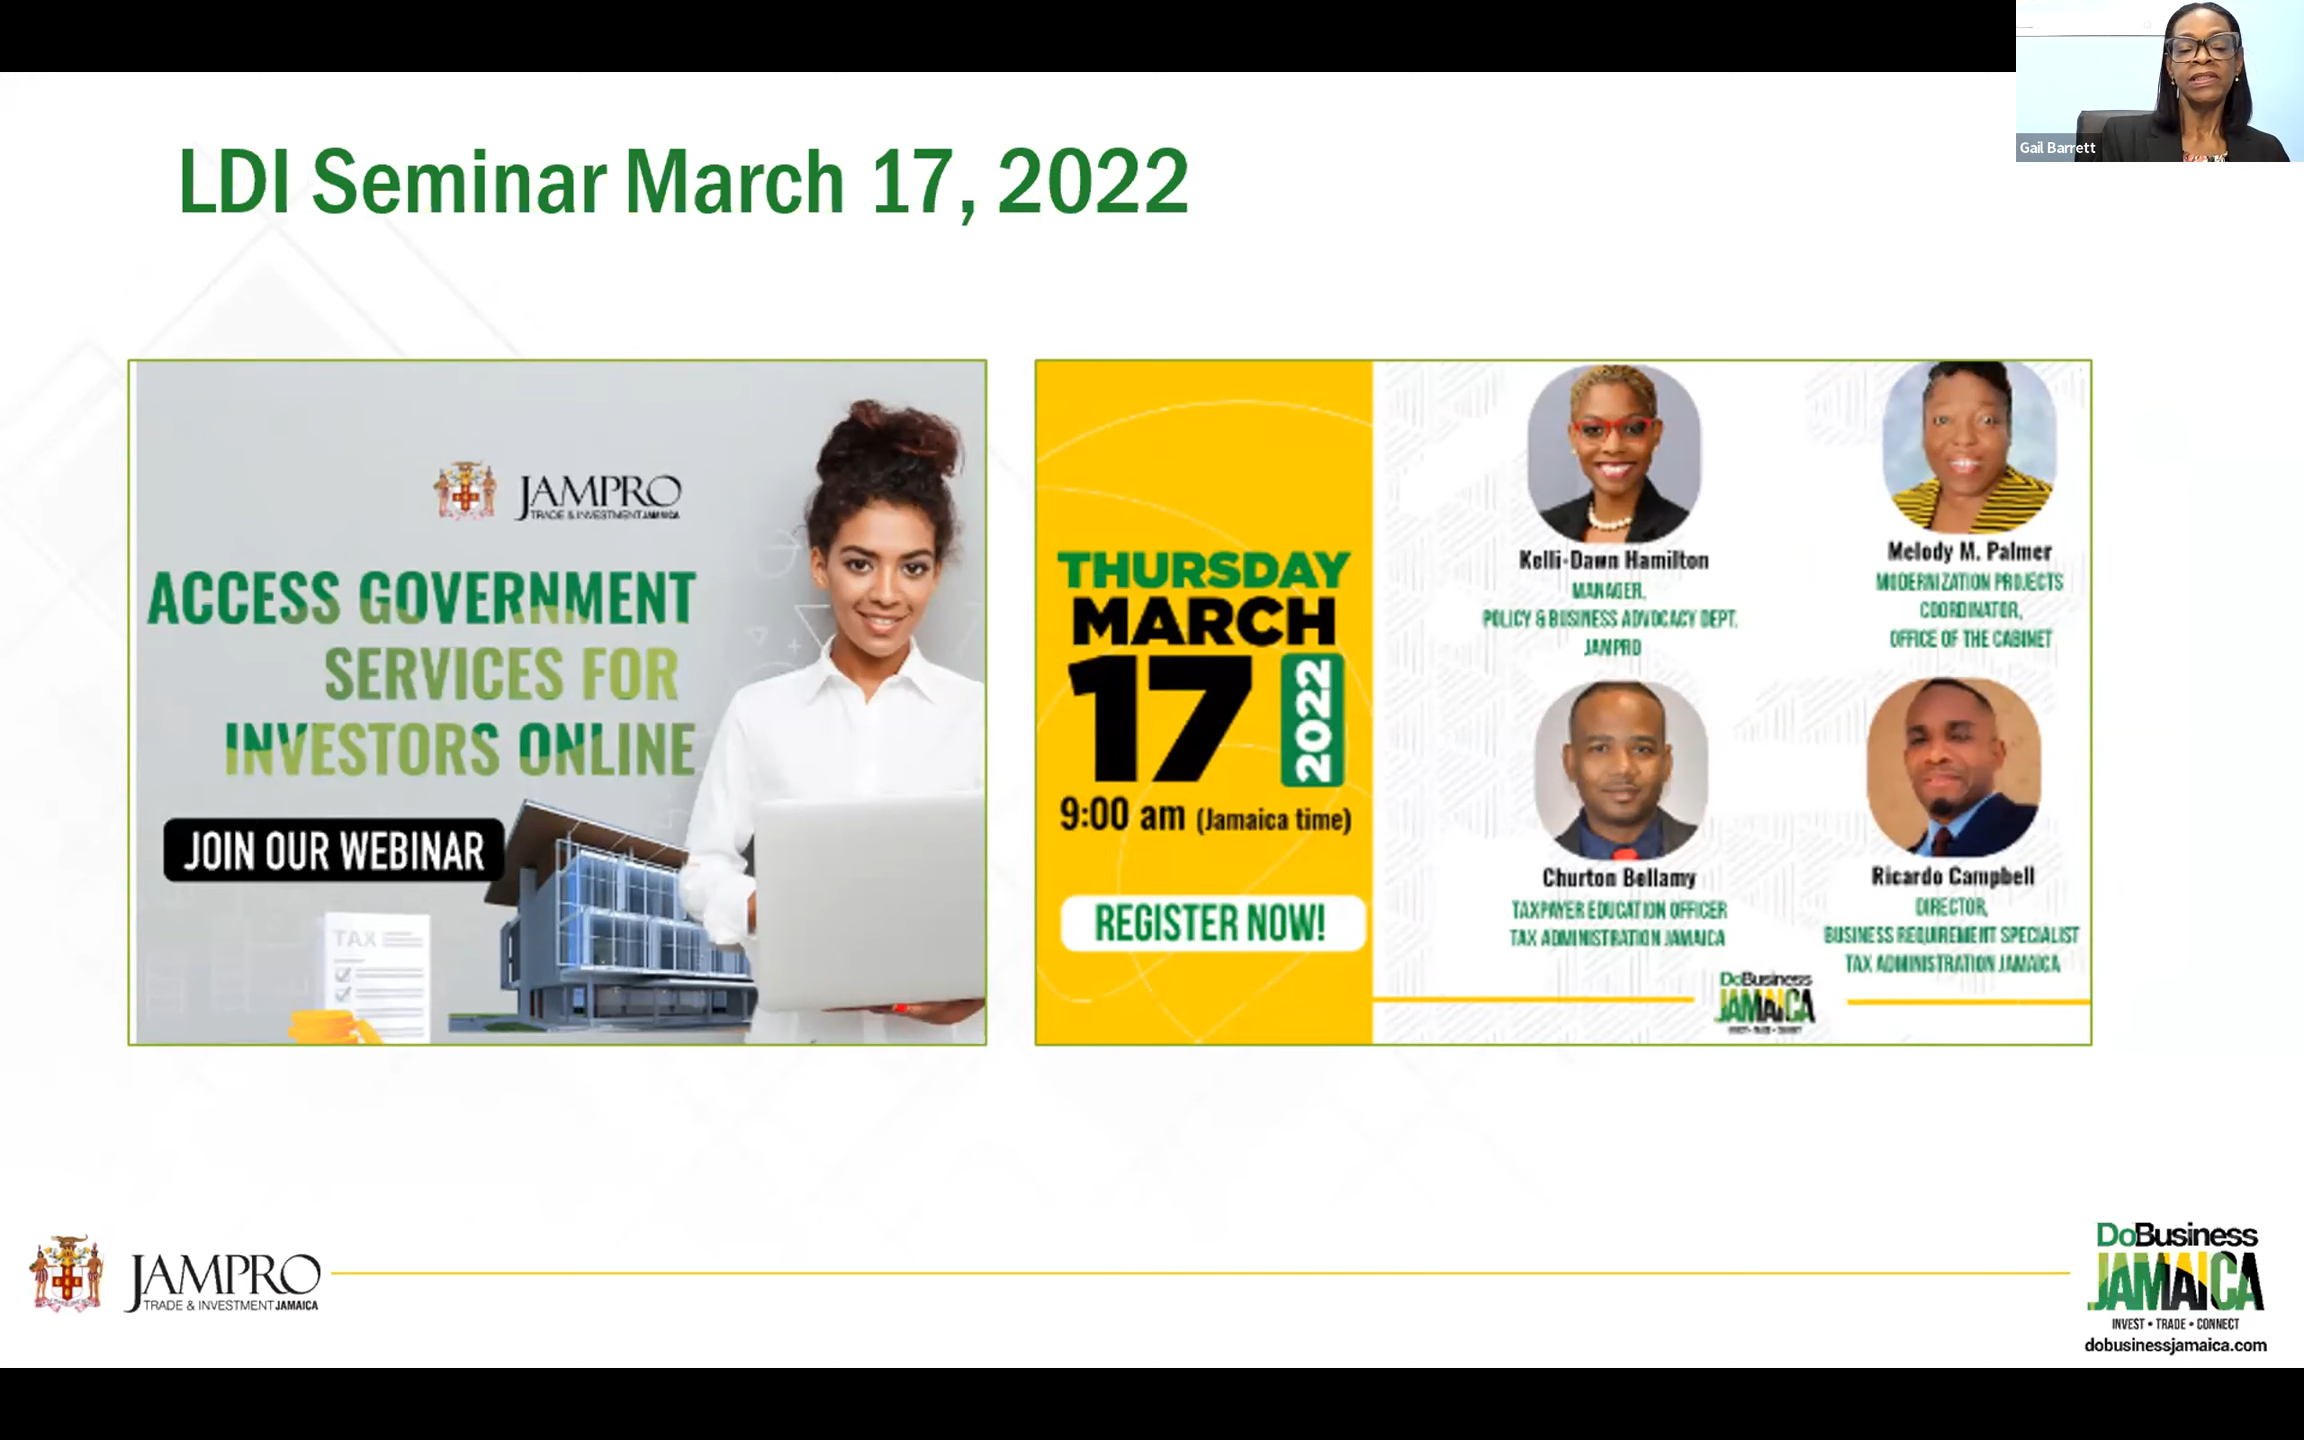 Gail Barrett
LDI Seminar March 17, 2022
JAMPRO
TRADE & INVESTMENT JAMAICA
ACCESS GOVERNMENT
SERVICES FOR
INVESTORS ONLINE
JOIN OUR WEBINAR
TAX
THURSDAY
MARCH
17
2022
9:00 am (Jamaica time)
REGISTER NOW!
Kelli-Dawn Hamilton
MANAGER,
POLICY & BUSINESS ADVOCACY DEPT.
JAMPRO
Melody M. Palmer
MODERNIZATION PROJECTS
COORDINATOR,
OFFICE OF THE CABINET
Churton Bellamy
TAXPAYER EDUCATION OFFICER
TAX ADMINISTRATION JAMAICA
Ricardo Campbell
DIRECTOR,
BUSINESS REQUIREMENT SPECIALIST
TAX ADMINISTRATION JAMAICA
DoBusiness
JAMAICA
JAMPRO
TRADE & INVESTMENT JAMAICA
DoBusiness
JAMAICA
INVEST • TRADE • CONNECT
dobusinessjamaica.com